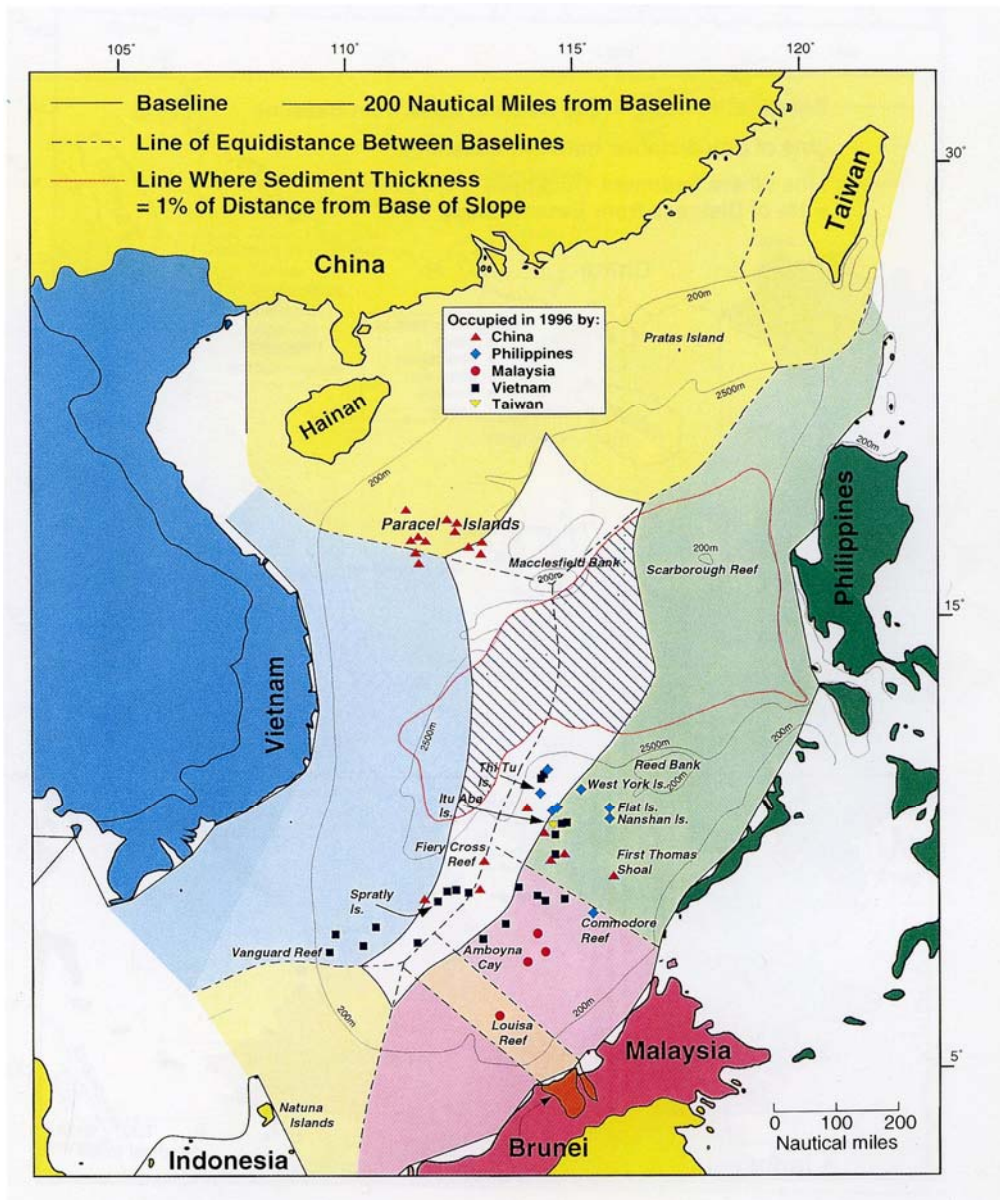 105° 110° 115° 120°
Baseline 200 Nautical Miles from Baseline
Line of Equidistance Between Baselines
Line Where Sediment Thickness
= 1% of Distance from Base of Slope
30°
Taiwan
China
200m
Occupied in 1996 by:
China
Philippines
Malaysia
Vietnam
Taiwan
Pratas Island
2500m
Hainan
200m
200m
Paracel Islands
Macclesfield Bank
200m
200m
Scarborough Reef
Philippines
15°
Vietnam
2500m
200m
2500m
Reed Bank
200m
Thi Tu
Is.
West York Is.
Itu Aba
Is.
Flat Is.
Nanshan Is.
Fiery Cross
Reef
First Thomas
Shoal
Spratly
Is.
Commodore
Reef
Vanguard Reef
Amboyna
Cay
200m
200m
Louisa
Reef
Malaysia
5°
Natuna
Islands
Indonesia
Brunei
0 100 200
Nautical miles